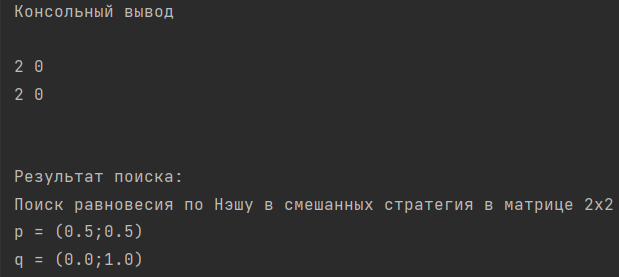 Консольный вывод
2 0
2 0
Результат поиска:
Поиск равновесия по Нэшу в смешанных стратегия в матрице 2x2
p = (0.5;0.5)
q = (0.0;1.0)